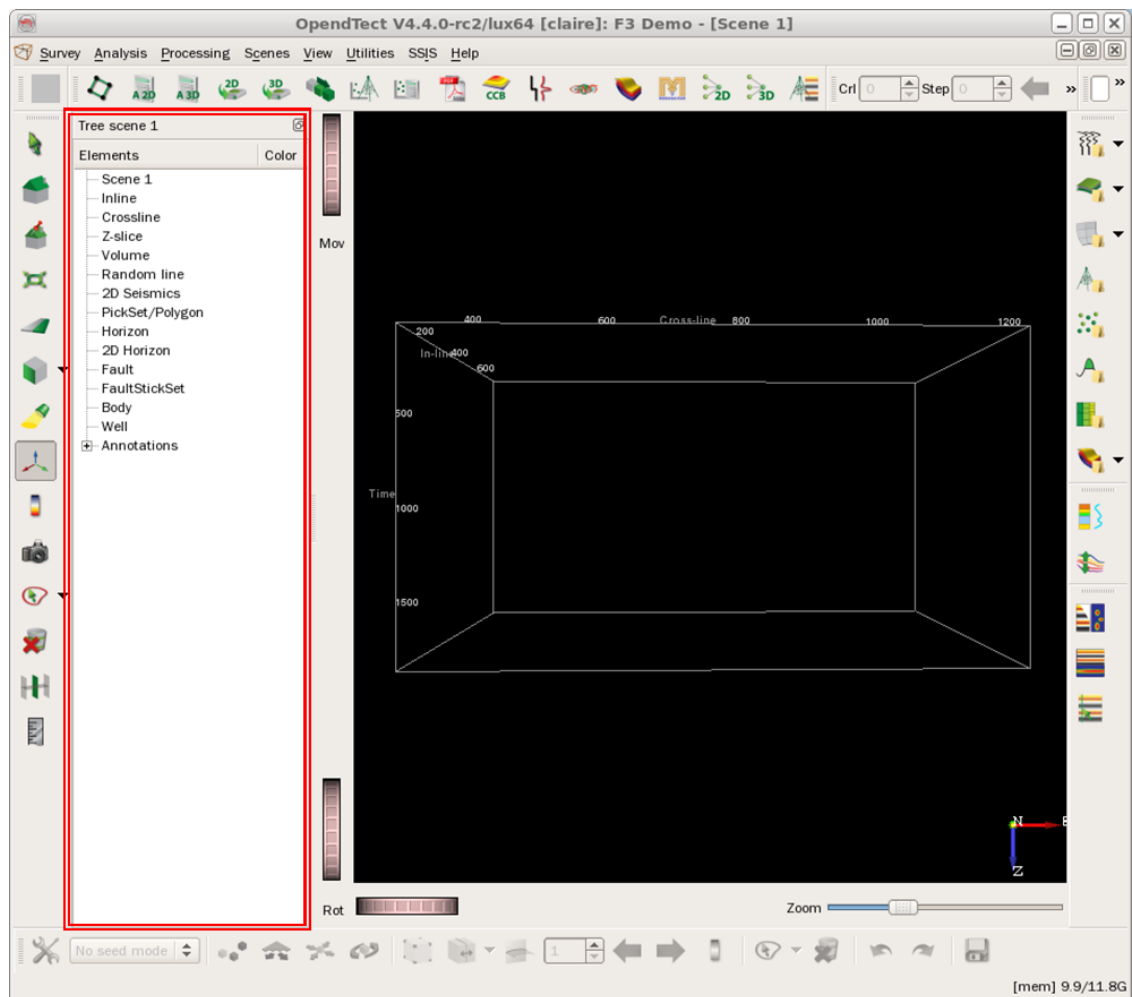 OpendTect V4.4.0-rc2/lux64 [claire]: F3 Demo - [Scene 1]
Survey Analysis Processing Scenes View Utilities SSIS Help
A 2D A 3D 2D 3D CCB 2D 3D Crl 0 Step 0 » »
Tree scene 1
Elements Color
Scene 1
Inline
Crossline
Z-slice
Volume
Random line
2D Seismics
PickSet/Polygon
Horizon
2D Horizon
Fault
FaultStickSet
Body
Well
Annotations
Mov
400 600 Cross-line 800 1000 1200
200
In-line 400
600
500
Time
1000
1500
N
Z
Rot Zoom
No seed mode 1
[mem] 9.9/11.8G